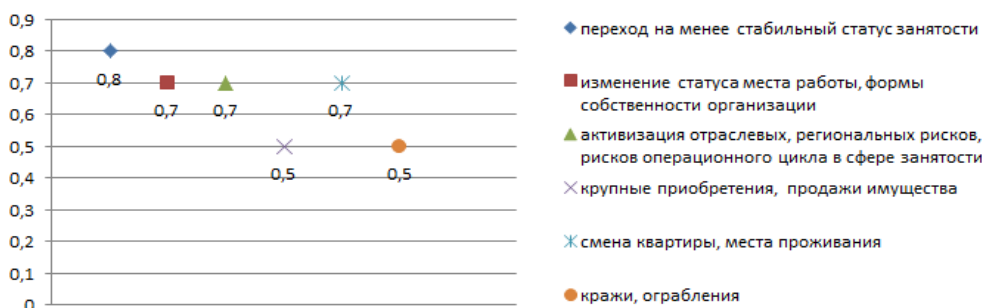 0,9
0,8
0,7
0,6
0,5
0,4
0,3
0,2
0,1
0
0,8
0,7
0,7
0,5
0,7
0,5
переход на менее стабильный статус занятости
изменение статуса места работы, формы
собственности организации
активизация отраслевых, региональных рисков,
рисков операционного цикла в сфере занятости
крупные приобретения, продажи имущества
смена квартиры, места проживания
кражи, ограбления